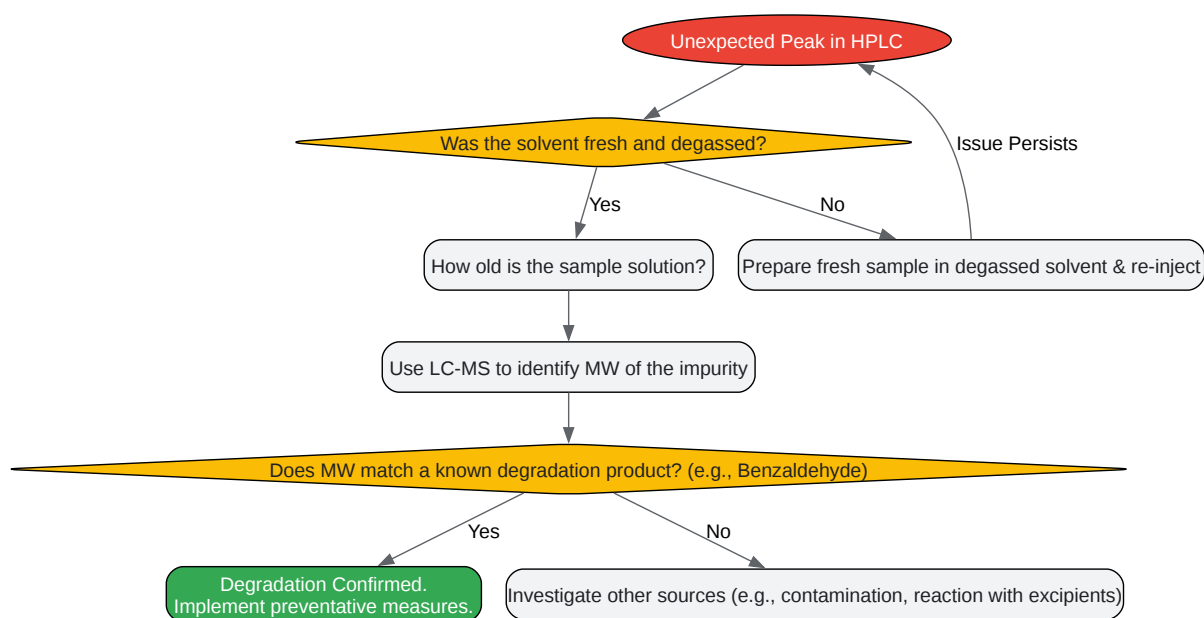 Unexpected Peak in HPLC
Was the solvent fresh and degassed?
Issue Persists
Yes
No
How old is the sample solution?
Prepare fresh sample in degassed solvent & re-inject
Use LC-MS to identify MW of the impurity
Does MW match a known degradation product? (e.g., Benzaldehyde)
Yes
No
Degradation Confirmed.
Implement preventative measures.
Investigate other sources (e.g., contamination, reaction with excipients)